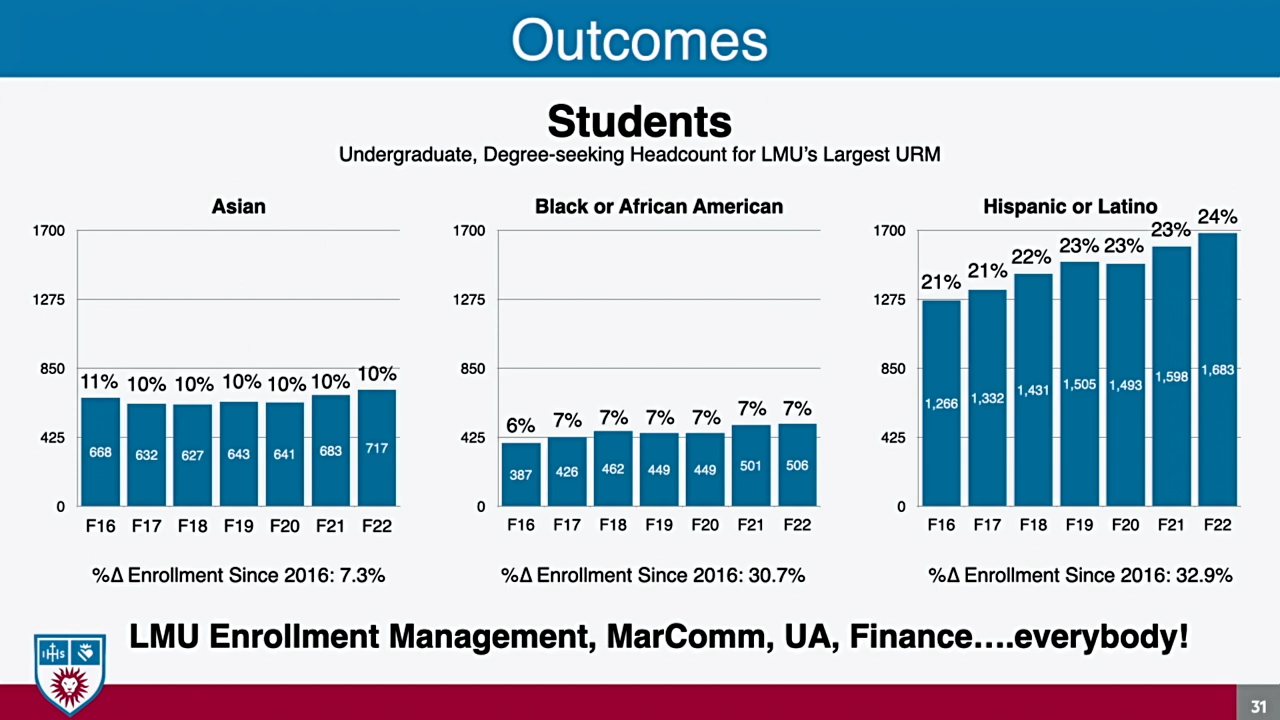 Outcomes
Students
Undergraduate, Degree-seeking Headcount for LMU's Largest URM
Asian
1700
1275
850
425
0
11% 10% 10% 10% 10% 10% 10%
668 632 627 643 641 683 717
F16 F17 F18 F19 F20 F21 F22
%Δ Enrollment Since 2016: 7.3%
Black or African American
1700
1275
850
425
0
6% 7% 7% 7% 7% 7% 7%
387 426 462 449 449 501 506
F16 F17 F18 F19 F20 F21 F22
%Δ Enrollment Since 2016: 30.7%
Hispanic or Latino
1700
1275
850
425
0
21% 21% 22% 23% 23% 23% 24%
1,266 1,332 1,431 1,505 1,493 1,598 1,683
F16 F17 F18 F19 F20 F21 F22
%Δ Enrollment Since 2016: 32.9%
LMU Enrollment Management, MarComm, UA, Finance....everybody!
IHS
31